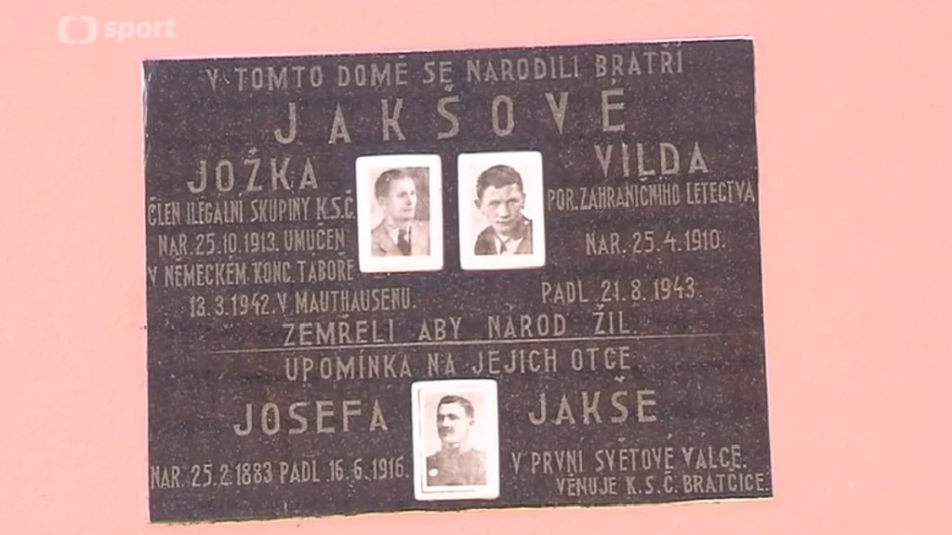 sport
V TOMTO DOMĚ SE NARODILI BRATŘI
JAKŠOVÉ
JOŽKA
ČLEN ILEGÁLNÍ SKUPINY K.S.Č.
NAR. 25.10.1913. UMUČEN
V NĚMECKÉM KONC. TÁBOŘE
13.3.1942. V MAUTHAUSENU.
VILDA
POR. ZAHRANIČNÍHO LETECTVA
NAR. 25.4.1910.
PADL 21.8.1943.
ZEMŘELI ABY NÁROD ŽIL.
UPOMÍNKA NA JEJICH OTCE
JOSEFA JAKŠE
NAR. 25.2.1883 PADL 16.6.1916. V PRVNÍ SVĚTOVÉ VÁLCE.
VĚNUJE K.S.Č. BRATČICE.